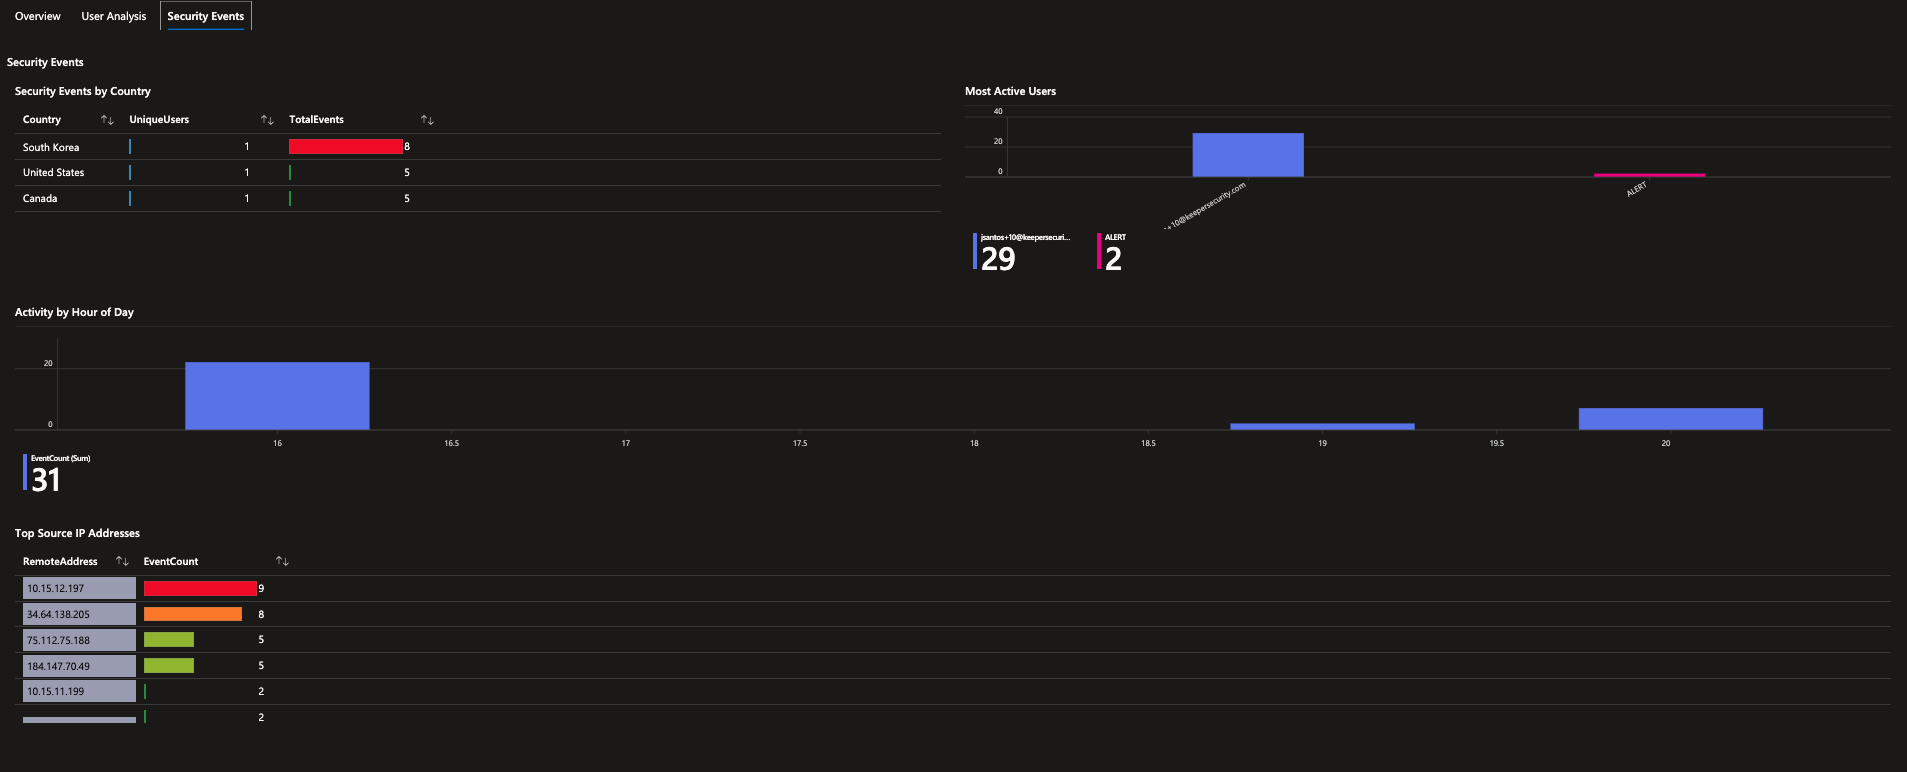 Overview User Analysis Security Events
Security Events
Security Events by Country
Country UniqueUsers TotalEvents
South Korea 1 8
United States 1 5
Canada 1 5
Most Active Users
40
20
0
+10@keepersecurity.com ALERT
jsantos+10@keepersecuri... ALERT
29 2
Activity by Hour of Day
20
0
16 16.5 17 17.5 18 18.5 19 19.5 20
EventCount (Sum)
31
Top Source IP Addresses
RemoteAddress EventCount
10.15.12.197 9
34.64.138.205 8
75.112.75.188 5
184.147.70.49 5
10.15.11.199 2
2